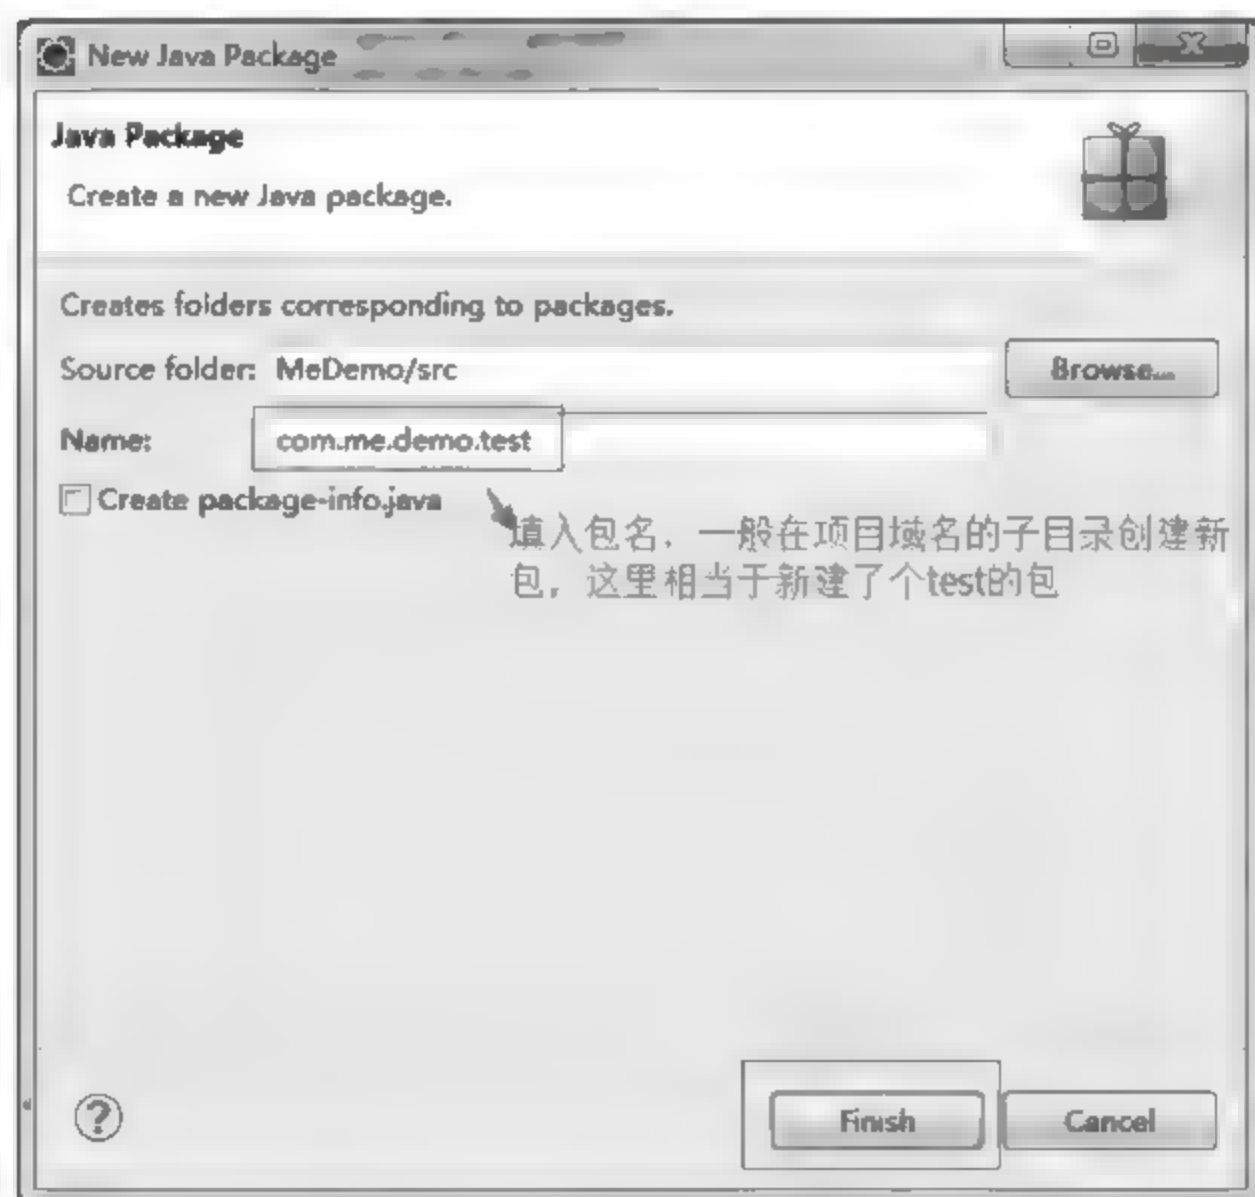 New Java Package
Java Package
Create a new Java package.
Creates folders corresponding to packages.
Source folder: MeDemo/src Browse...
Name: com.me.demo.test
Create package-info.java
填入包名，一般在项目域名的子目录创建新
包，这里相当于新建了个test的包
? Finish Cancel